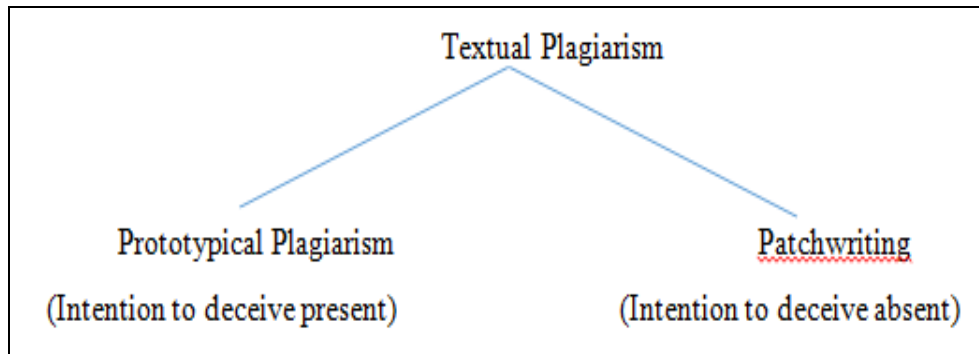 Textual Plagiarism
Prototypical Plagiarism
Patchwriting
(Intention to deceive present)
(Intention to deceive absent)